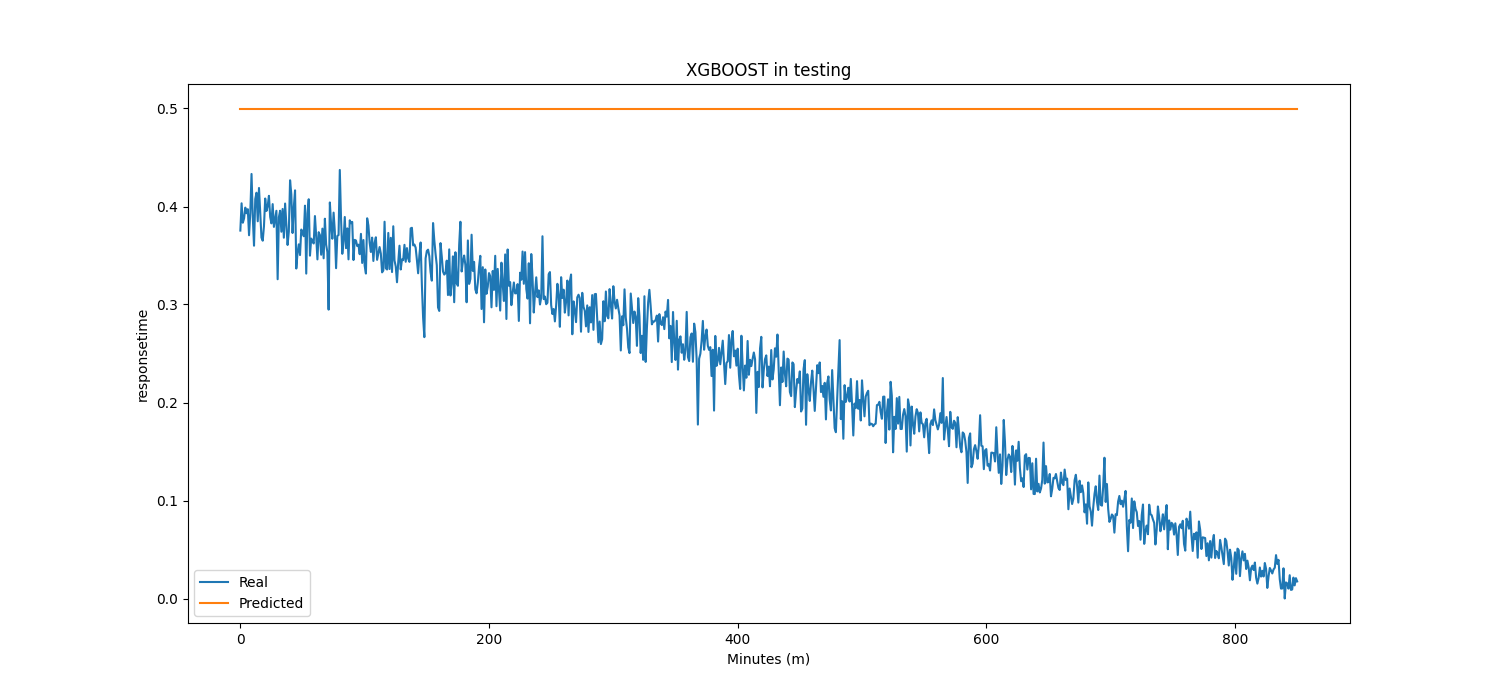 XGBOOST in testing
0.5
0.4
0.3
0.2
0.1
0.0
responsetime
Real
Predicted
0 200 400 600 800
Minutes (m)